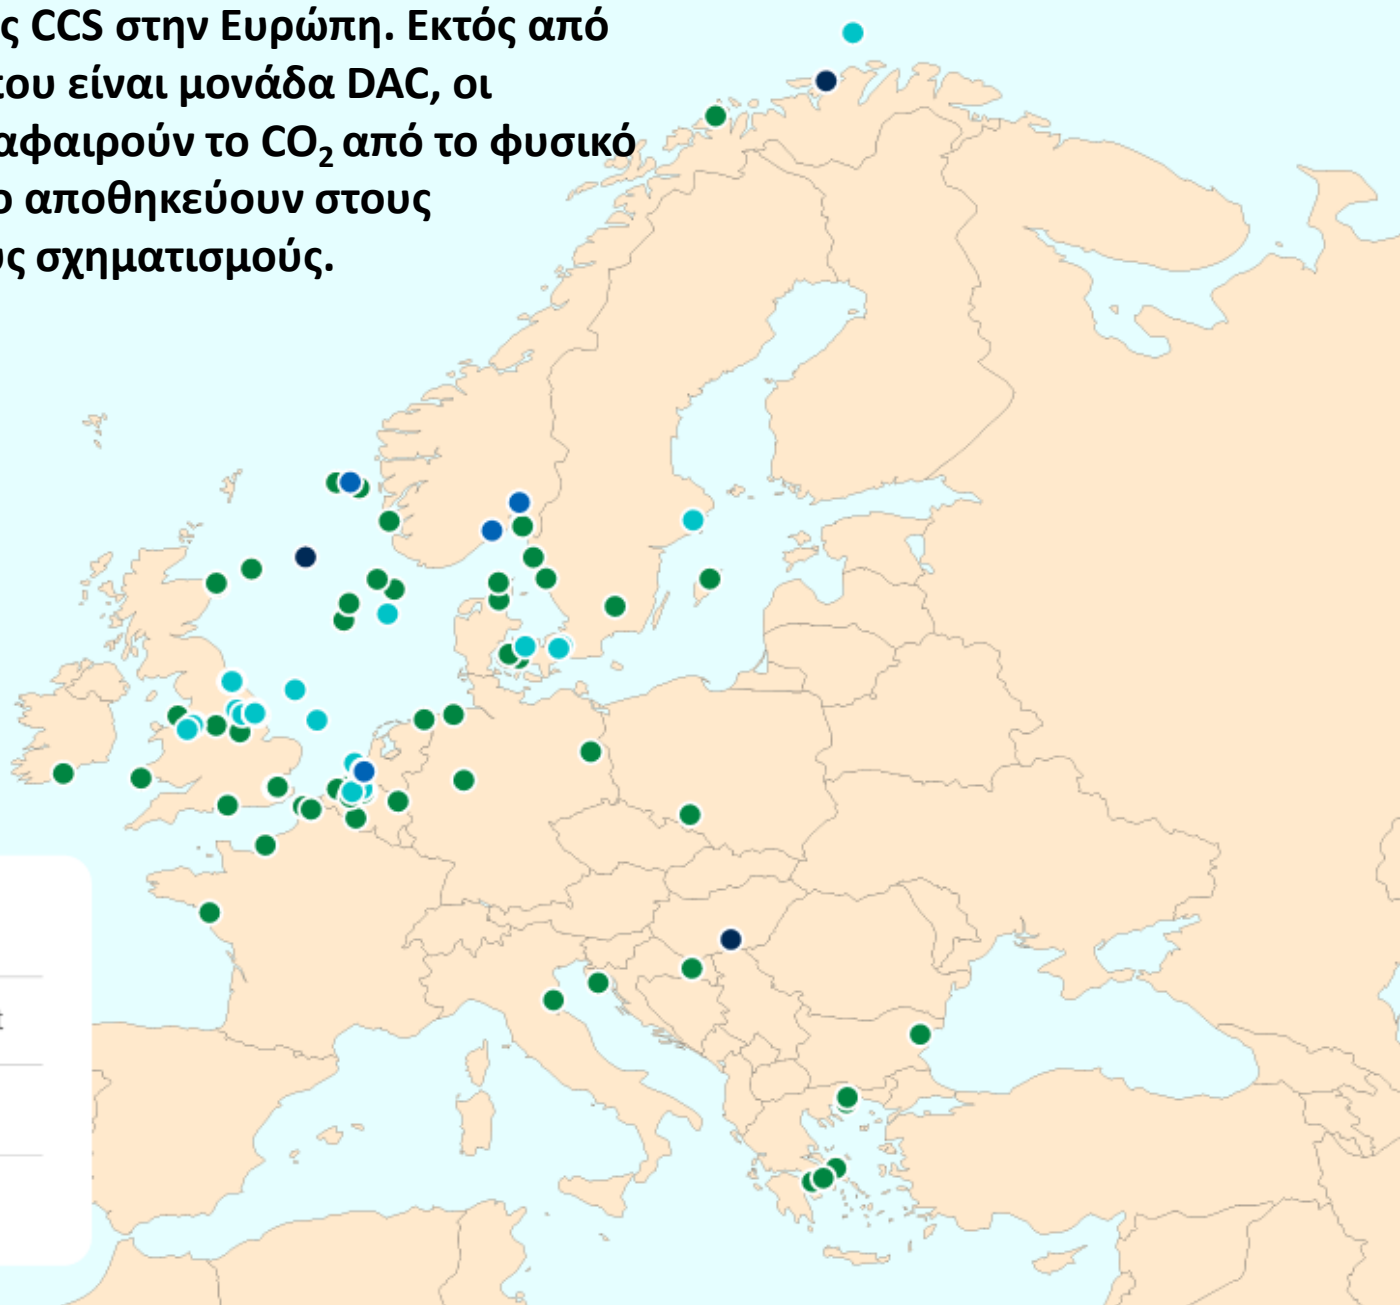 ς CCS στην Ευρώπη. Εκτός από
του είναι μονάδα DAC, οι
αφαιρούν το CO₂ από το φυσικό
ο αποθηκεύουν στους
ύς σχηματισμούς.
t